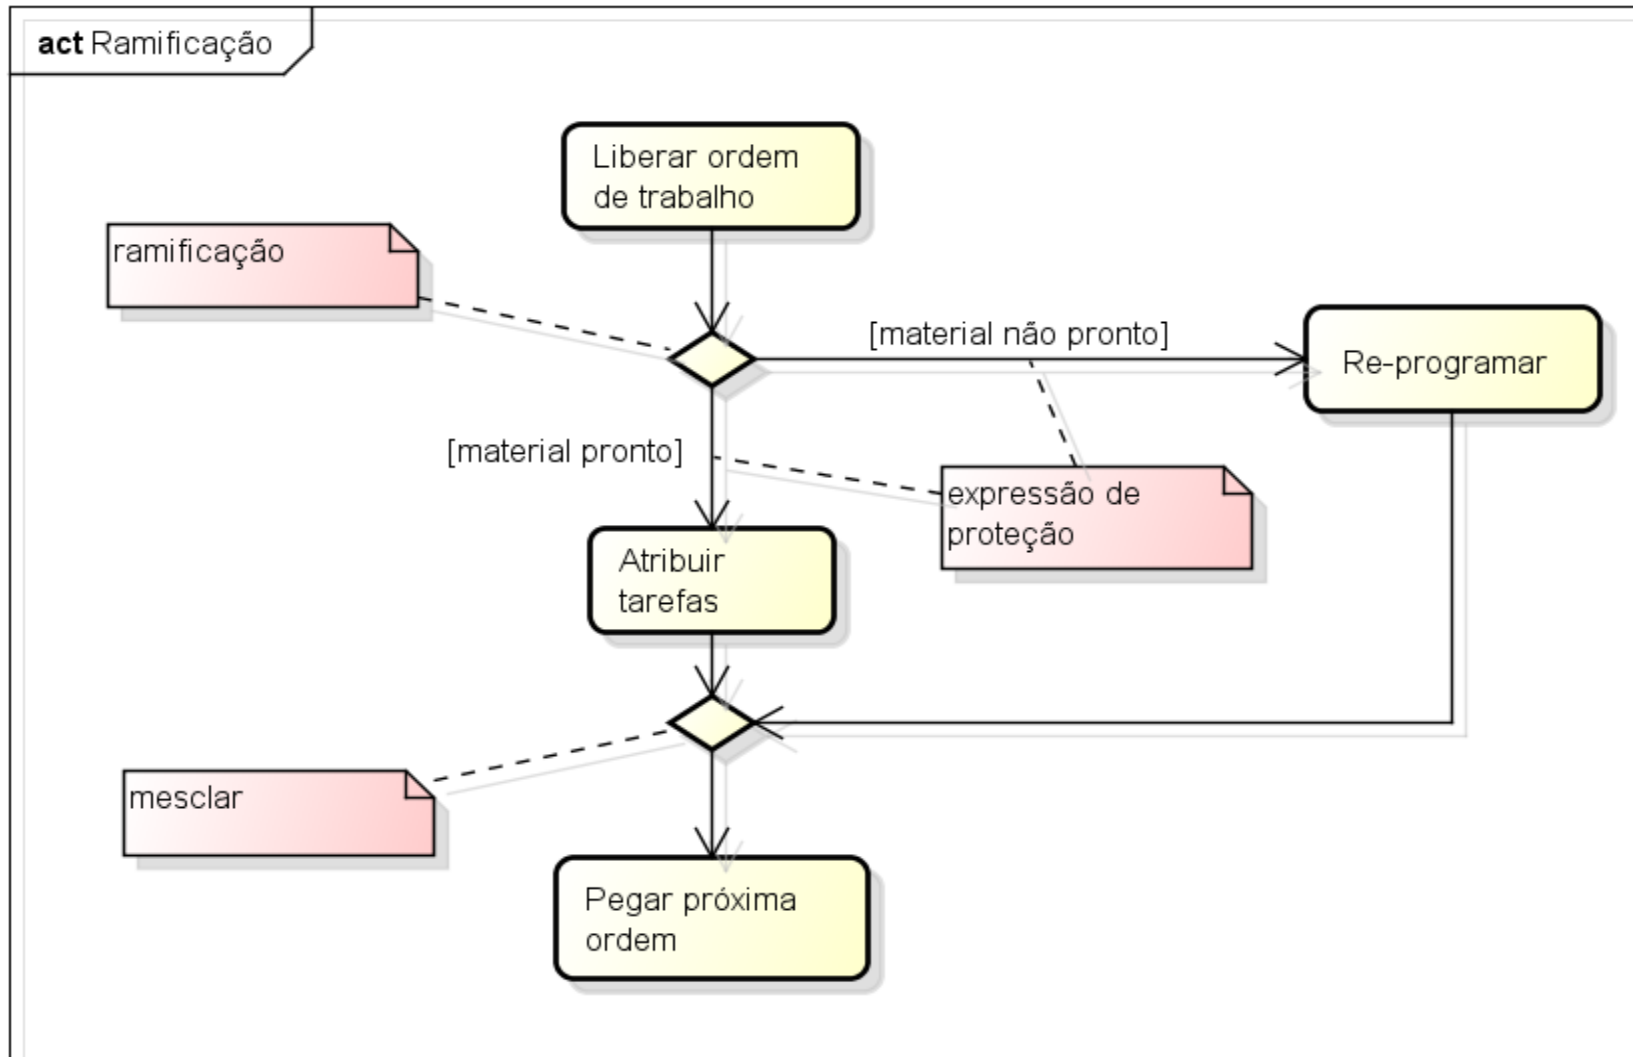 act Ramificação
Liberar ordem
de trabalho
ramificação
[material não pronto]
Re-programar
[material pronto]
expressão de
proteção
Atribuir
tarefas
mesclar
Pegar próxima
ordem